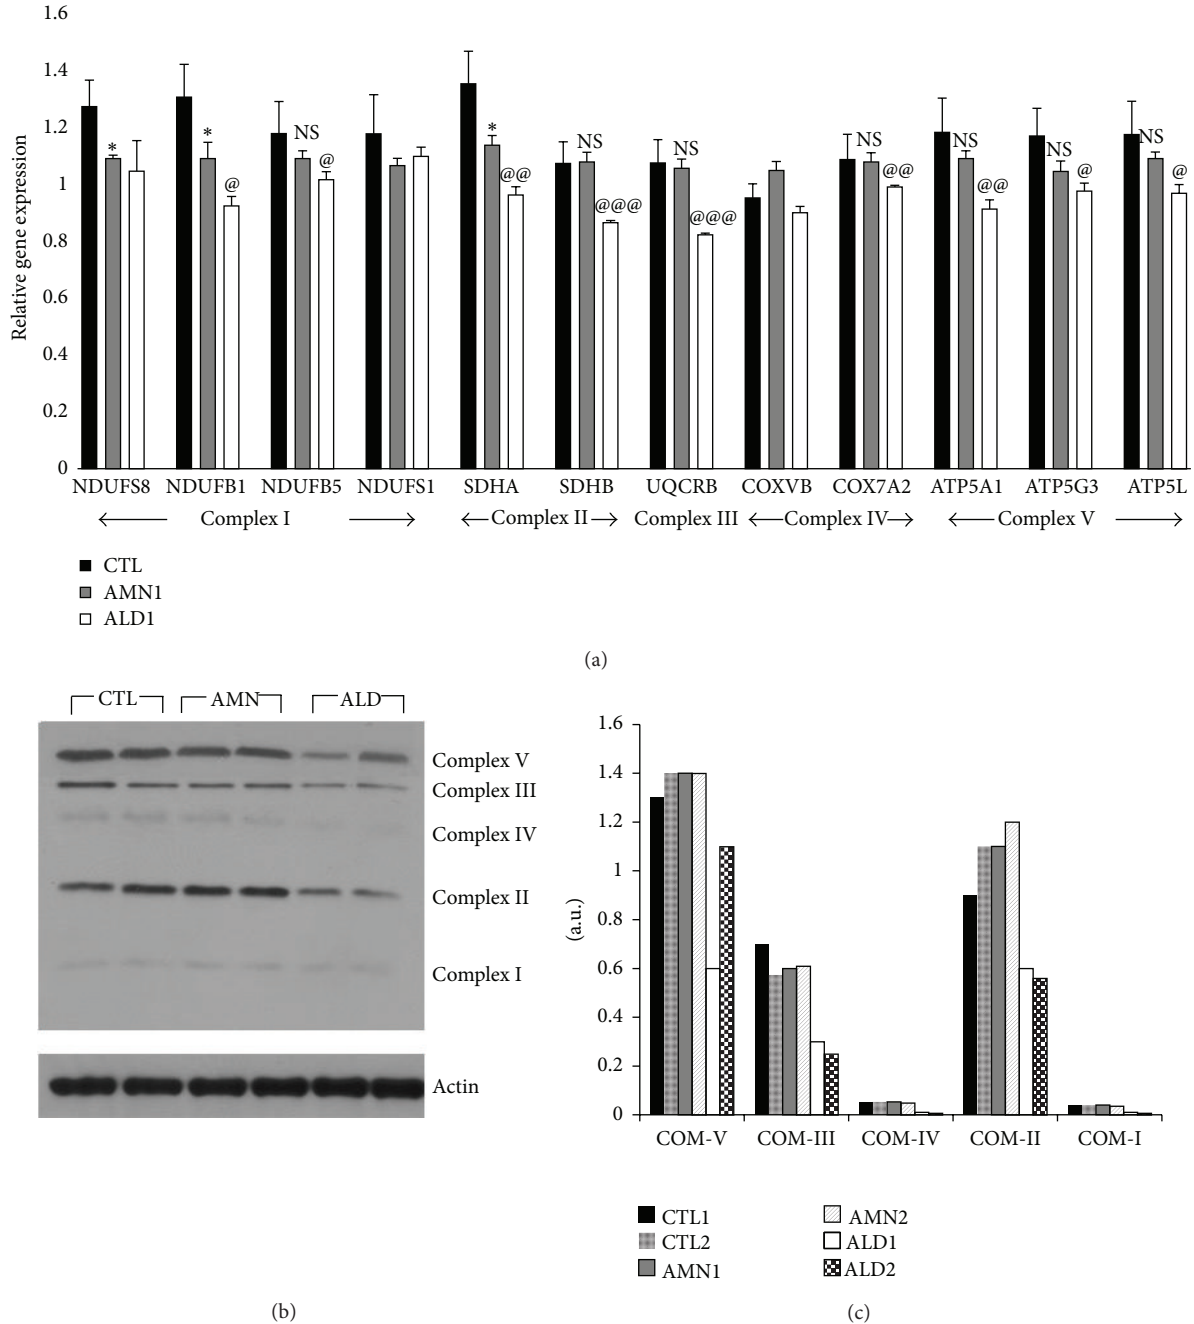 1.6
1.4
1.2
1
0.8
0.6
0.4
0.2
0
Relative gene expression
* * NS * NS NS NS NS NS NS
@ @ @@ @@@ @@@ @@ @@ @ @
NDUFS8 NDUFB1 NDUFB5 NDUFS1 SDHA SDHB UQCRB COXVB COX7A2 ATP5A1 ATP5G3 ATP5L
Complex I Complex II Complex III Complex IV Complex V
CTL
AMN1
ALD1
(a)
CTL AMN ALD
Complex V
Complex III
Complex IV
Complex II
Complex I
Actin
(b)
1.6
1.4
1.2
1
0.8
0.6
0.4
0.2
0
(a.u.)
COM-V COM-III COM-IV COM-II COM-I
CTL1
CTL2
AMN1
AMN2
ALD1
ALD2
(c)